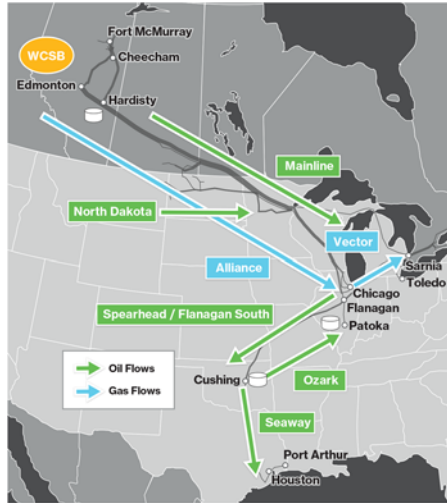 Fort McMurray
WCSB
Cheecham
Edmonton
Hardisty
Mainline
North Dakota
Vector
Alliance
Sarnia
Toledo
Chicago
Flanagan
Spearhead / Flanagan South
Patoka
Oil Flows
Gas Flows
Cushing
Ozark
Seaway
Port Arthur
Houston